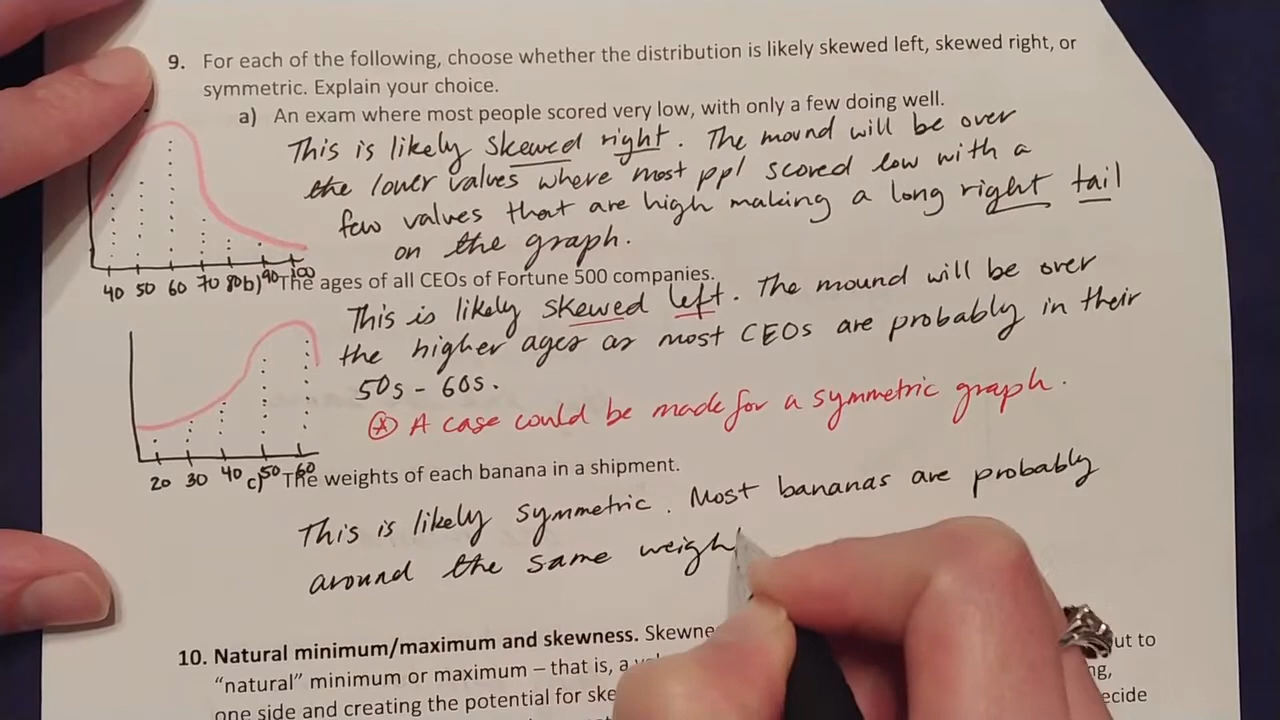 9. For each of the following, choose whether the distribution is likely skewed left, skewed right, or
symmetric. Explain your choice.
a) An exam where most people scored very low, with only a few doing well.
This is likely skewed right. The mound will be over
the lower values where most ppl scored low with a
few values that are high making a long right tail
on the graph.
40 50 60 70 80 90 100
b) The ages of all CEOs of Fortune 500 companies.
This is likely skewed left. The mound will be over
the higher ages as most CEOs are probably in their
50s - 60s.
* A case could be made for a symmetric graph.
20 30 40 50 60
c) The weights of each banana in a shipment.
This is likely symmetric. Most bananas are probably
around the same weigh
10. Natural minimum/maximum and skewness. ut to
"natural" minimum or maximum – that is, a
one side and creating the potential for ecide